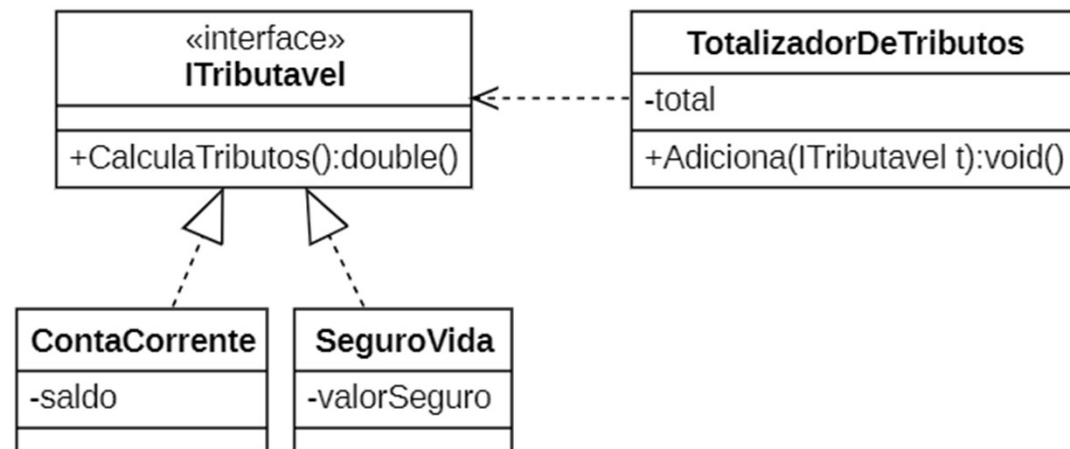 «interface»
ITributavel
+CalculaTributos():double()
TotalizadorDeTributos
-total
+Adiciona(ITributavel t):void()
ContaCorrente
-saldo
SeguroVida
-valorSeguro